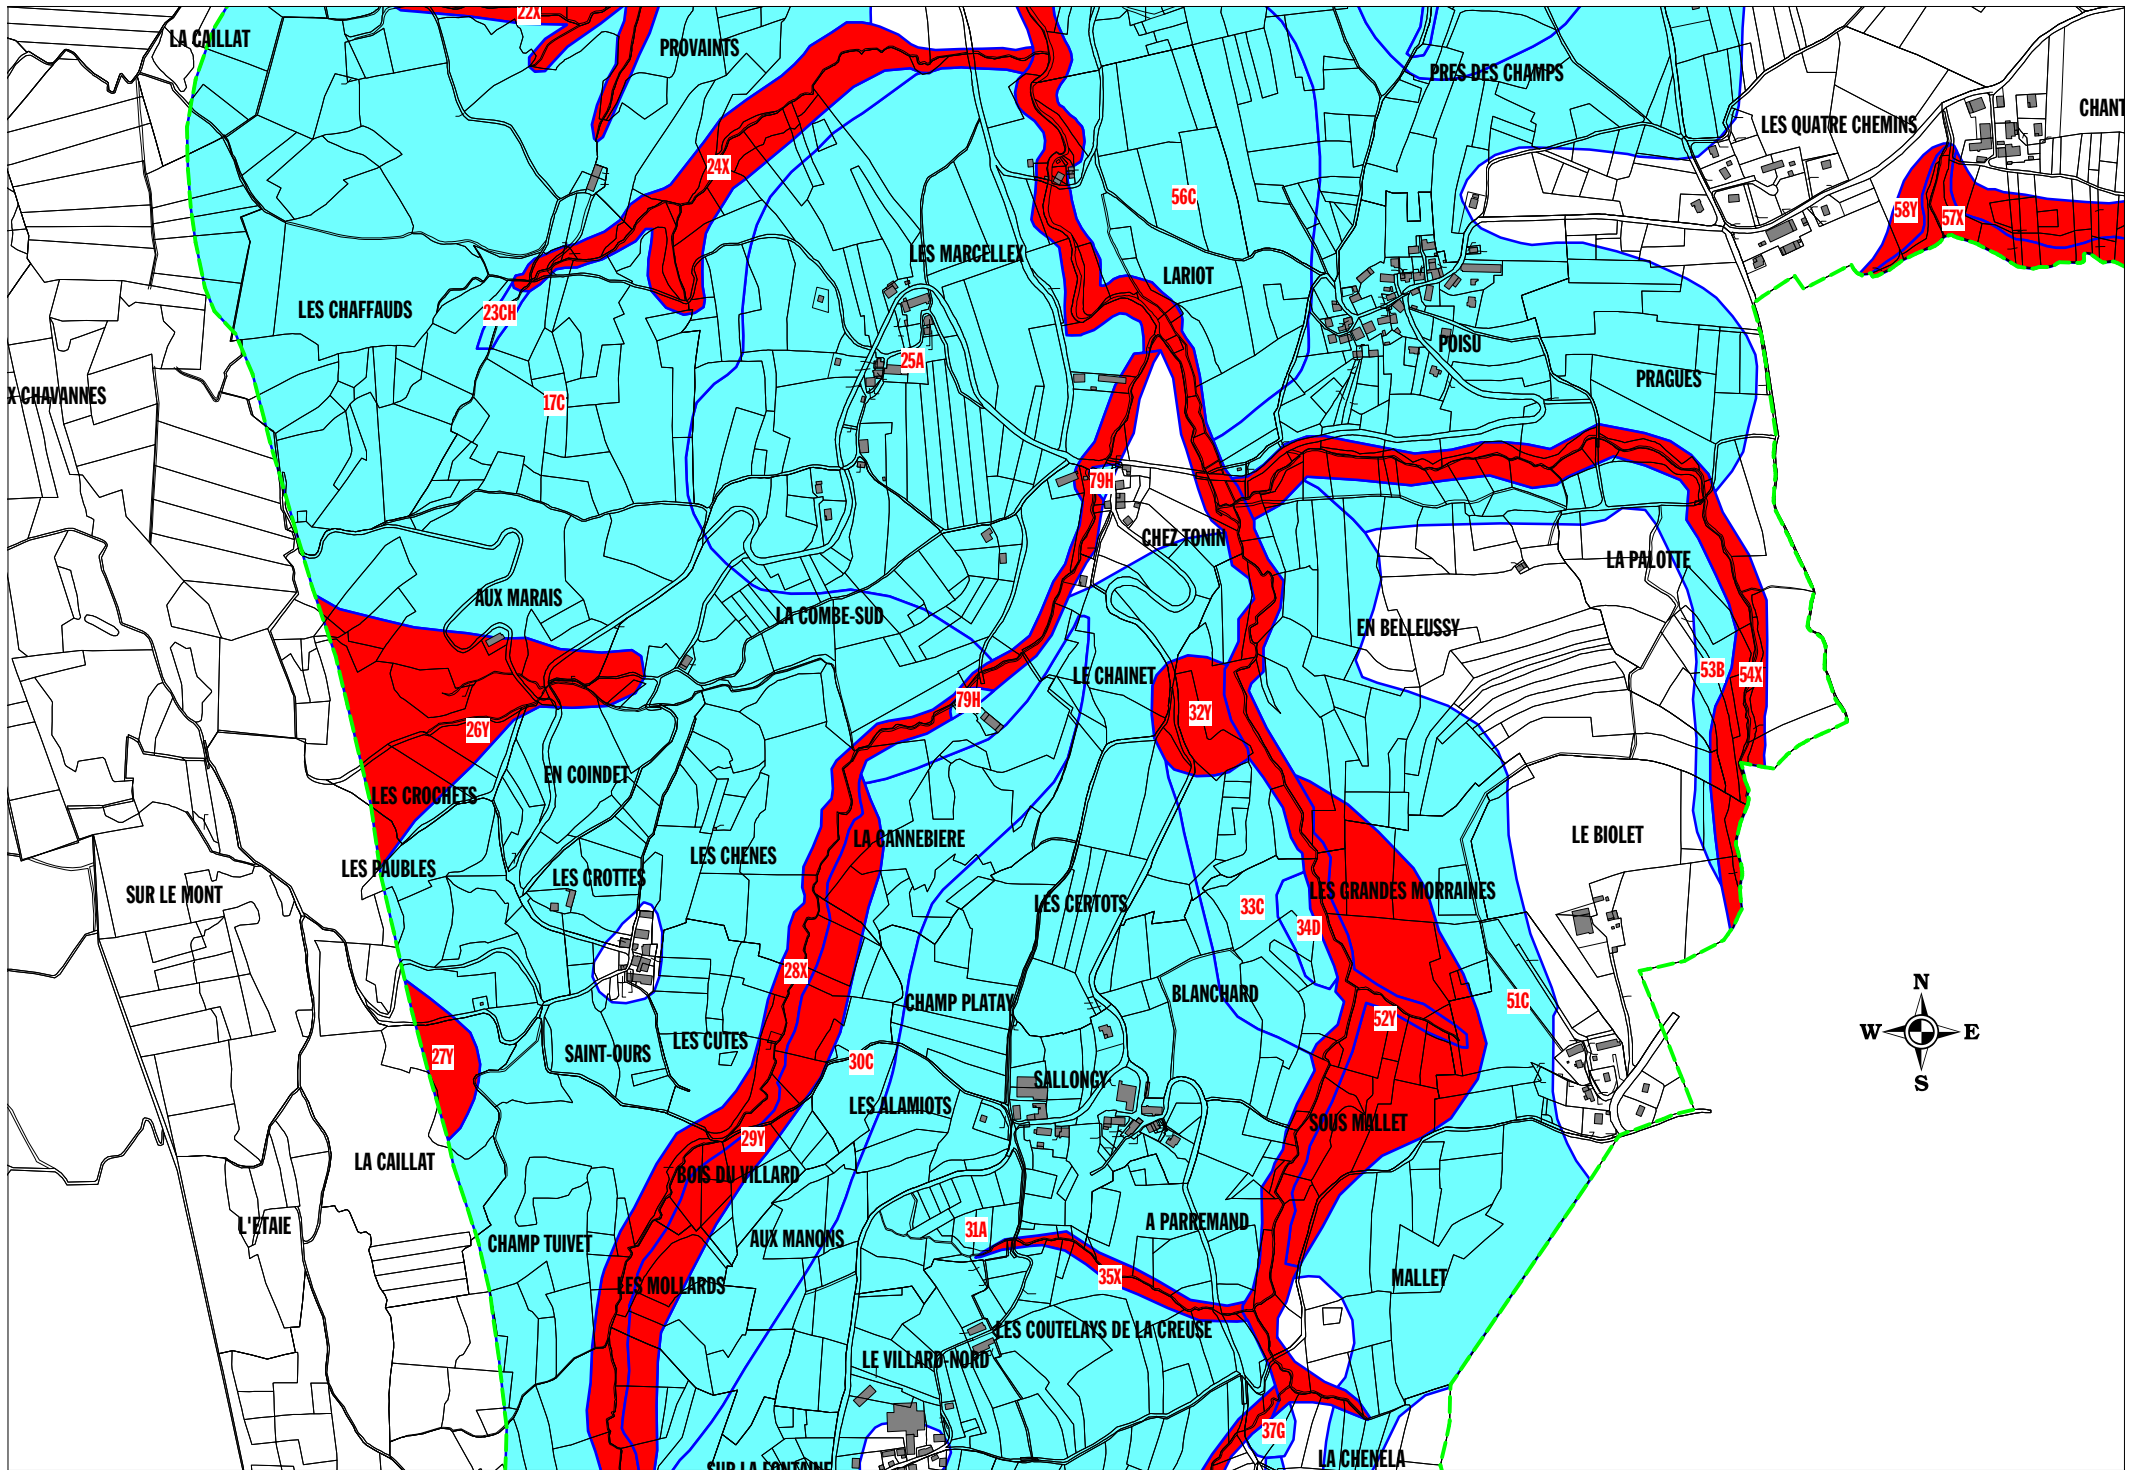 22X
LA CAILLAT
PROVAINTS
PRES DES CHAMPS
CHANT
LES QUATRE CHEMINS
24X
56C
58Y
57X
LES MARCELLEX
LARIOT
LES CHAFFAUDS
23CH
POISU
25A
PRAGUES
X CHAVANNES
17C
79H
CHEZ TONIN
LA PALOTTE
AUX MARAIS
LA COMBE-SUD
EN BELLEUSSY
LE CHAINET
53B
54X
79H
32Y
26Y
EN COINDET
LES CROCHETS
LA CANNEBIERE
LE BIOLET
LES CHENES
LES PAUBLES
LES CROTTES
SUR LE MONT
LES GRANDES MORRAINES
LES CERTOTS
33C
34D
28X
BLANCHARD
CHAMP PLATAY
51C
N
52Y
W
E
LES CUTES
SAINT-OURS
27Y
30C
SALLONGY
S
LES ALAMIOTS
SOUS MALLET
29Y
LA CAILLAT
BOIS DU VILLARD
L'ETAIE
A PARREMAND
31A
AUX MANONS
CHAMP TUIVET
35X
MALLET
LES MOLLARDS
LES COUTELAYS DE LA CREUSE
LE VILLARD-NORD
37G
LA CHENELA
SUR LA FONTAINE